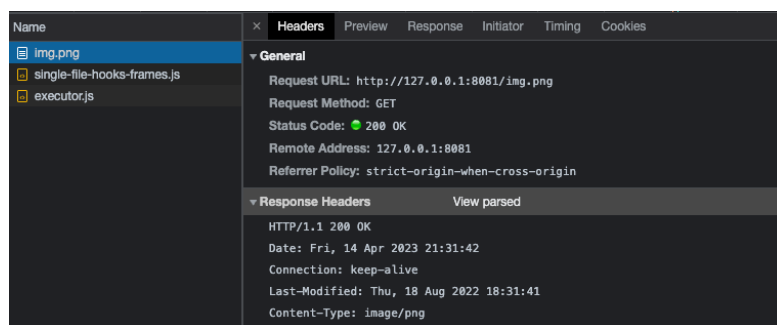 Name
img.png
single-file-hooks-frames.js
executor.js
× Headers Preview Response Initiator Timing Cookies
General
Request URL: http://127.0.0.1:8081/img.png
Request Method: GET
Status Code: 200 OK
Remote Address: 127.0.0.1:8081
Referrer Policy: strict-origin-when-cross-origin
Response Headers View parsed
HTTP/1.1 200 OK
Date: Fri, 14 Apr 2023 21:31:42
Connection: keep-alive
Last-Modified: Thu, 18 Aug 2022 18:31:41
Content-Type: image/png